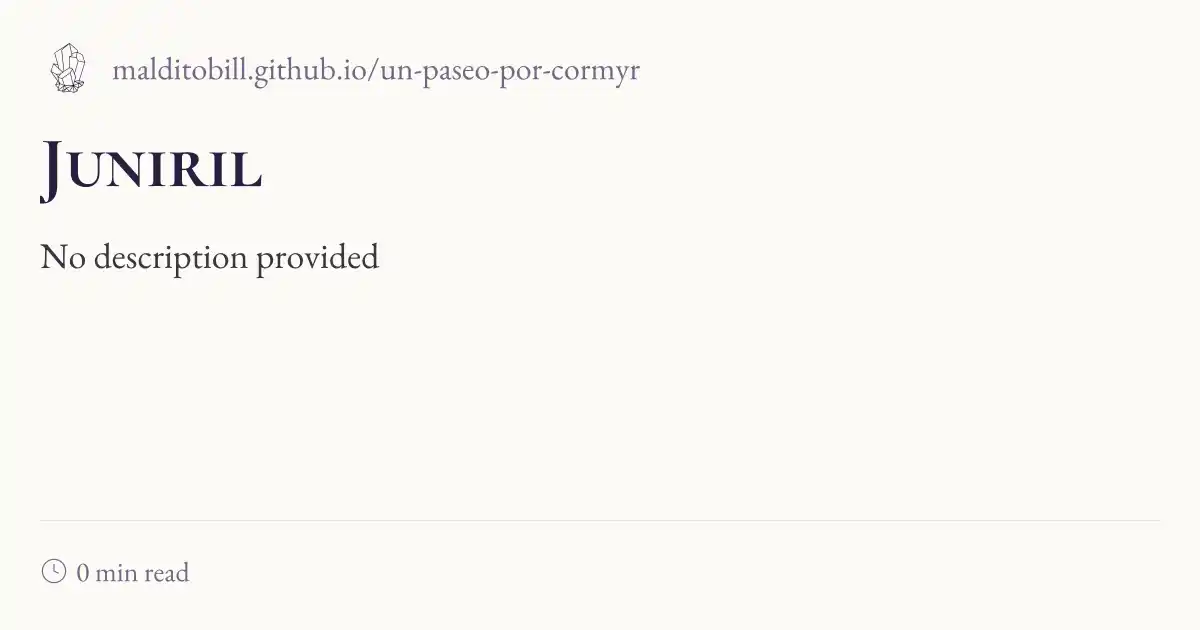 malditobill.github.io/un-paseo-por-cormyr
Juniril
No description provided
0 min read